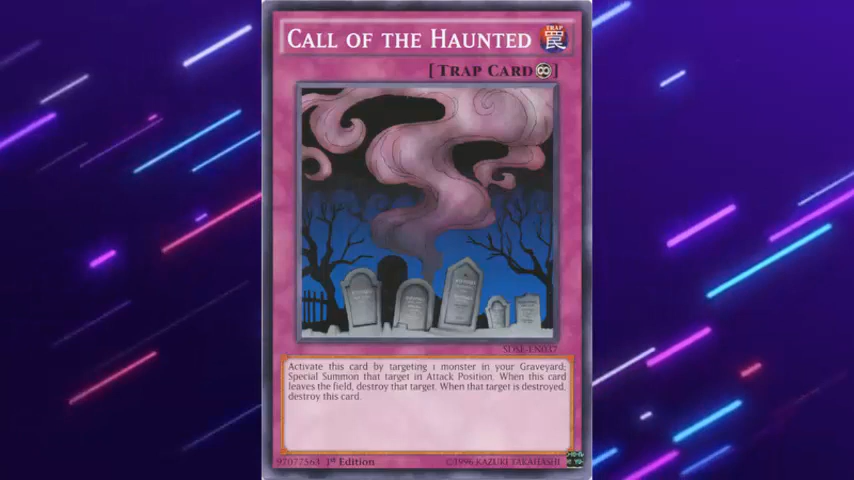 CALL OF THE HAUNTED
TRAP
罠
[TRAP CARD]
SDSE-EN037
Activate this card by targeting 1 monster in your Graveyard;
Special Summon that target in Attack Position. When this card
leaves the field, destroy that target. When that target is destroyed,
destroy this card.
97077563 1st Edition ©1996 KAZUKI TAKAHASHI